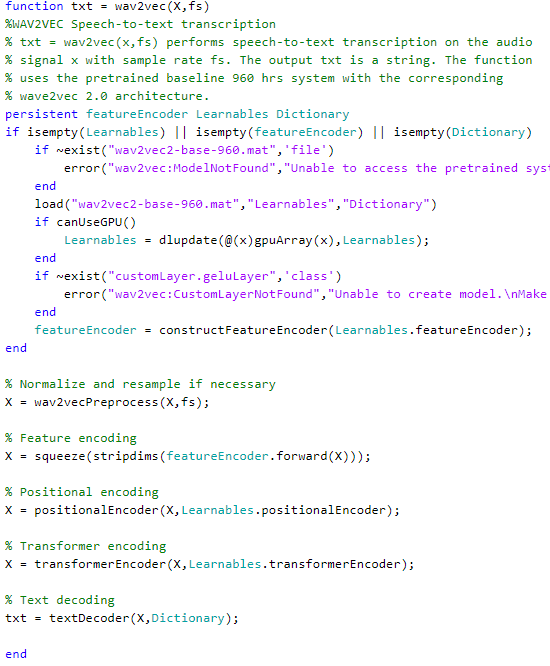 function txt = wav2vec(X,fs)
%WAV2VEC Speech-to-text transcription
% txt = wav2vec(x,fs) performs speech-to-text transcription on the audio
% signal x with sample rate fs. The output txt is a string. The function
% uses the pretrained baseline 960 hrs system with the corresponding
% wave2vec 2.0 architecture.
persistent featureEncoder Learnables Dictionary
if isempty(Learnables) || isempty(featureEncoder) || isempty(Dictionary)
    if ~exist("wav2vec2-base-960.mat",'file')
        error("wav2vec:ModelNotFound","Unable to access the pretrained syst
    end
    load("wav2vec2-base-960.mat","Learnables","Dictionary")
    if canUseGPU()
        Learnables = dlupdate(@(x)gpuArray(x),Learnables);
    end
    if ~exist("customLayer.geluLayer",'class')
        error("wav2vec:CustomLayerNotFound","Unable to create model.\nMake
    end
    featureEncoder = constructFeatureEncoder(Learnables.featureEncoder);
end
% Normalize and resample if necessary
X = wav2vecPreprocess(X,fs);
% Feature encoding
X = squeeze(stripdims(featureEncoder.forward(X)));
% Positional encoding
X = positionalEncoder(X,Learnables.positionalEncoder);
% Transformer encoding
X = transformerEncoder(X,Learnables.transformerEncoder);
% Text decoding
txt = textDecoder(X,Dictionary);
end